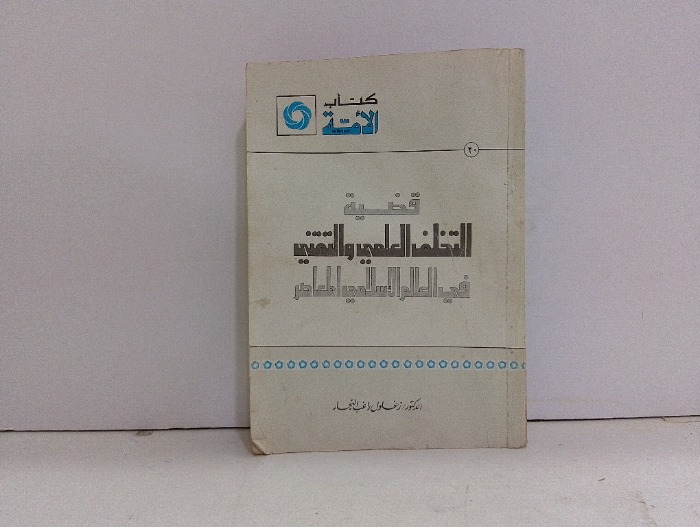 كتاب
الأمة
٢٠
قضية
التخلف العلمي والتقني
في العالم الإسلامي المعاصر
الدكتور/ زغلول راغب النجار